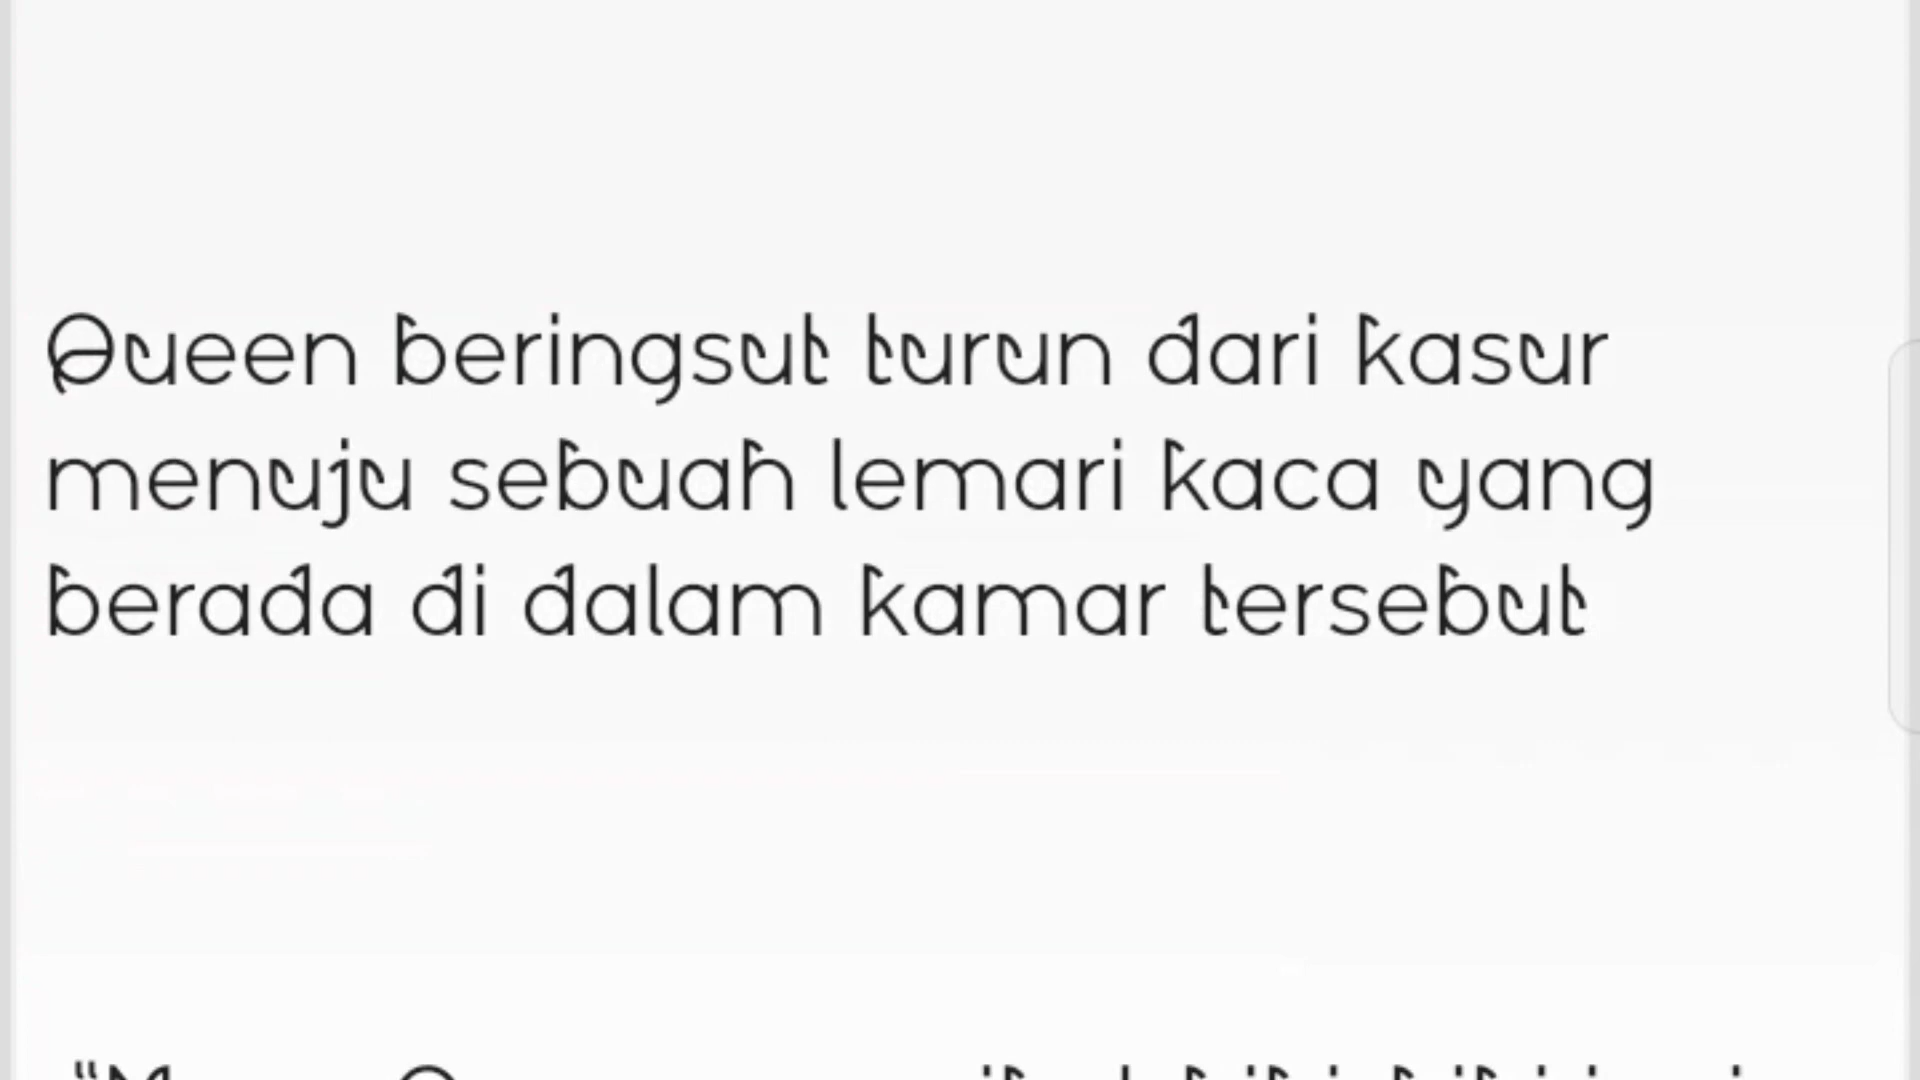 Queen beringsut turun dari kasur
menuju sebuah lemari kaca yang
berada di dalam kamar tersebut